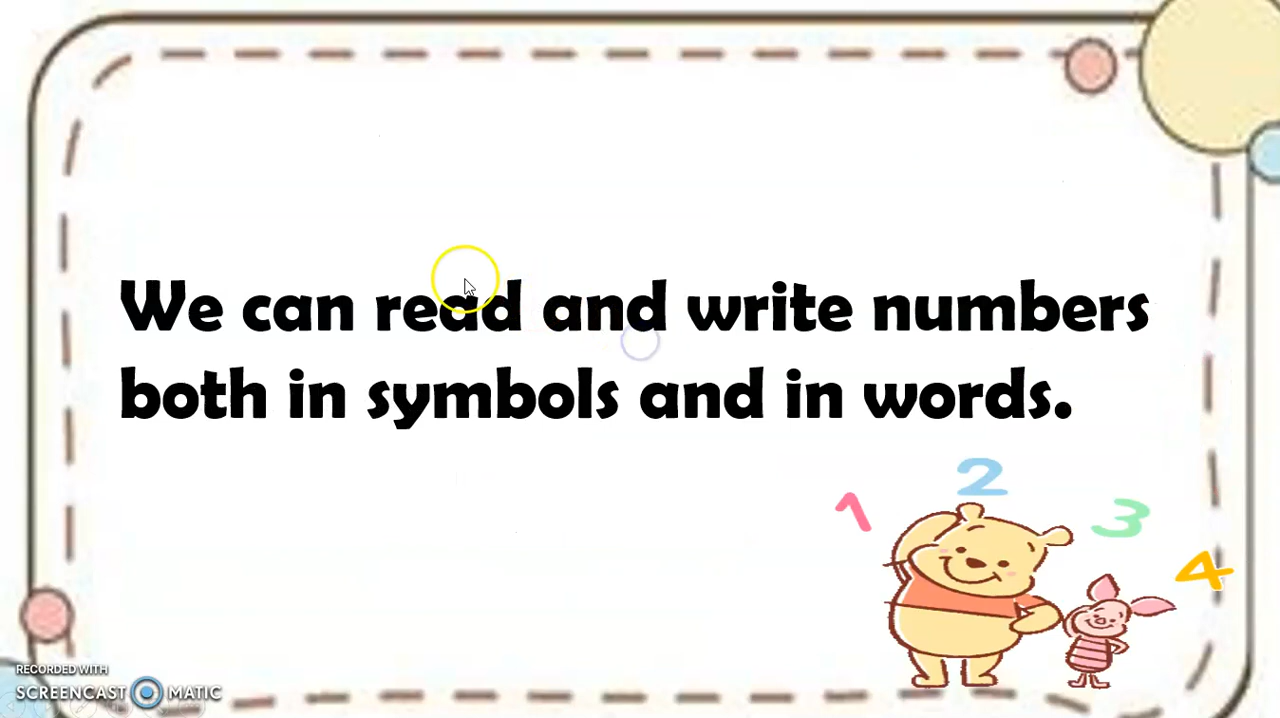 We can read and write numbers
both in symbols and in words.
1
2
3
4
RECORDED WITH
SCREENCAST MATIC